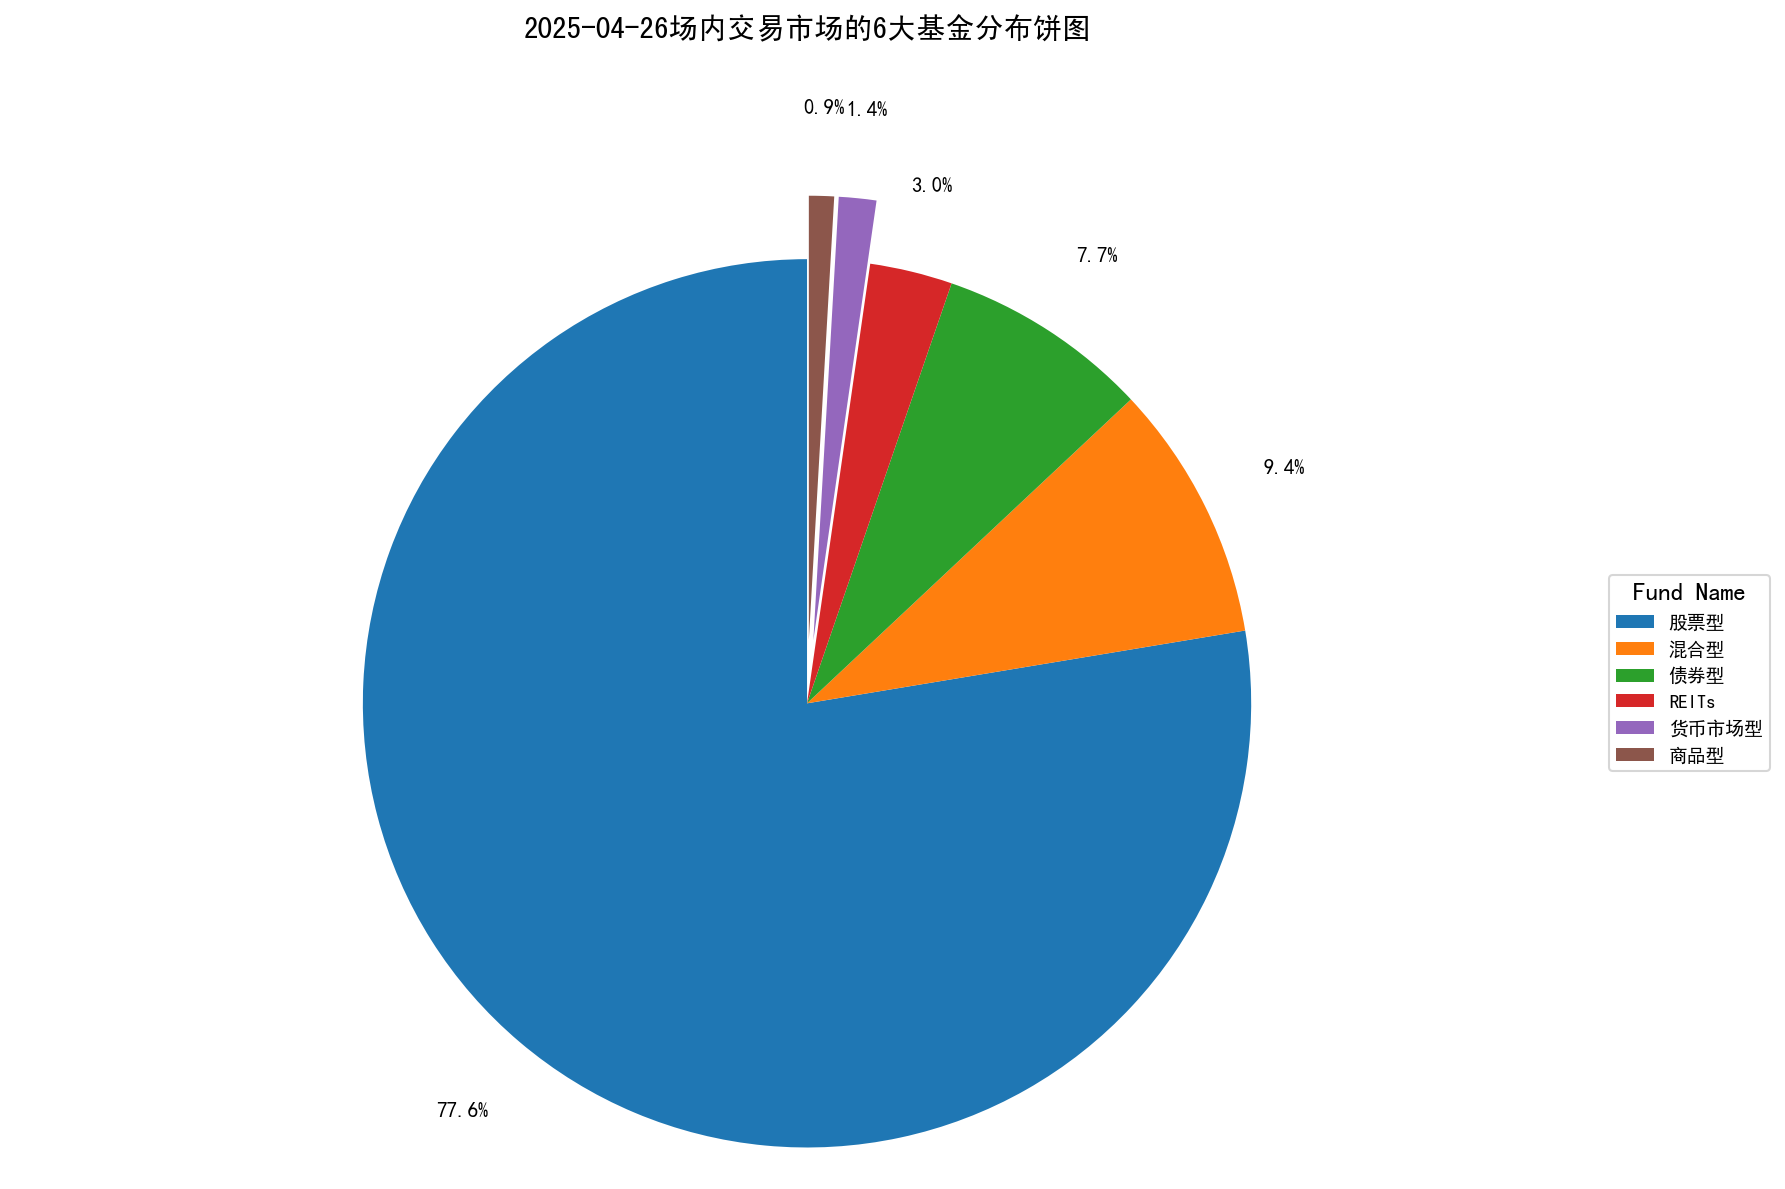 2025-04-26场内交易市场的6大基金分布饼图
0.9%
1.4%
3.0%
7.7%
9.4%
77.6%
Fund Name
股票型
混合型
债券型
REITs
货币市场型
商品型